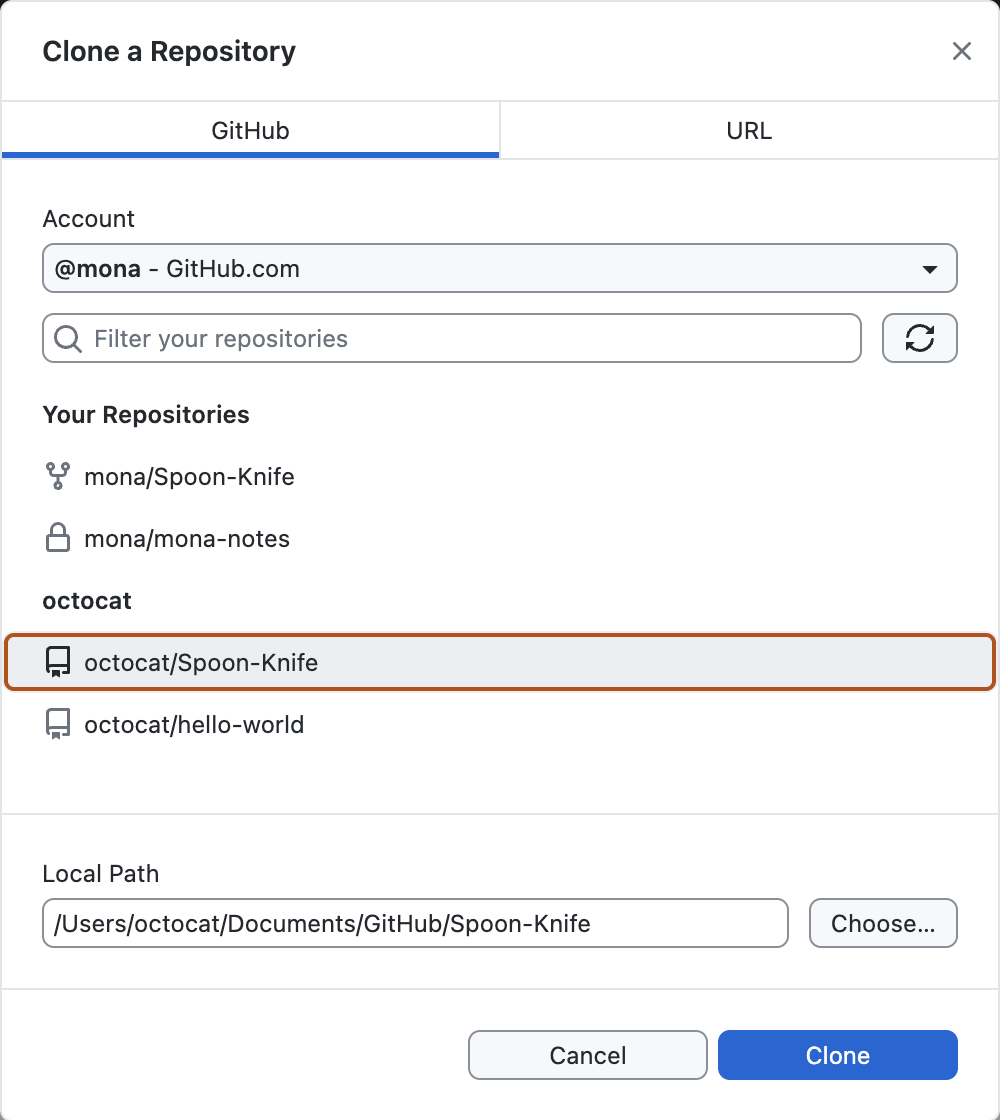 Clone a Repository
GitHub
URL
Account
@mona - GitHub.com
Filter your repositories
Your Repositories
mona/Spoon-Knife
mona/mona-notes
octocat
octocat/Spoon-Knife
octocat/hello-world
Local Path
/Users/octocat/Documents/GitHub/Spoon-Knife
Choose...
Cancel
Clone